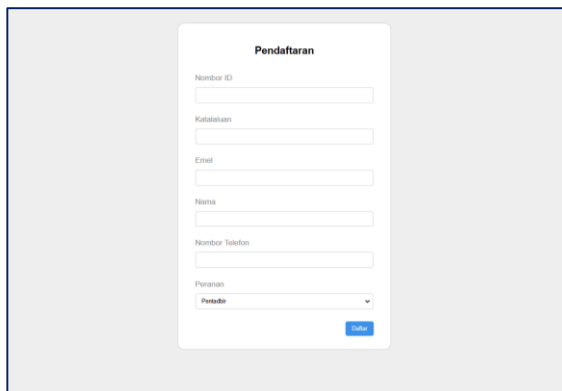 Pendaftaran
Nombor ID
Katalaluan
Emel
Nama
Nombor Telefon
Peranan
Pentadbir
Daftar